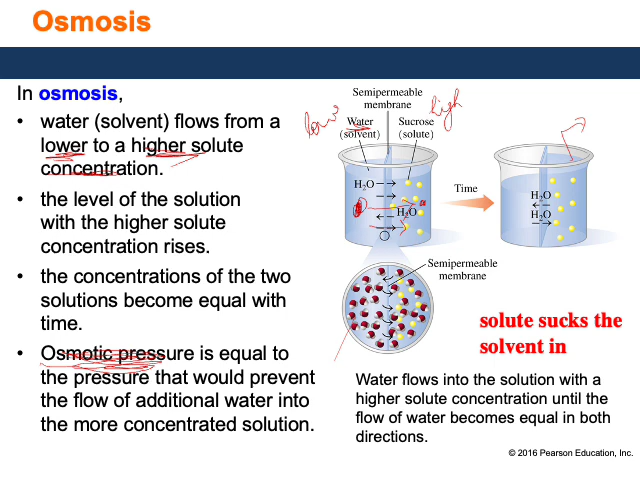 Osmosis
In osmosis,
• water (solvent) flows from a
lower to a higher solute
concentration.
• the level of the solution
with the higher solute
concentration rises.
• the concentrations of the two
solutions become equal with
time.
• Osmotic pressure is equal to
the pressure that would prevent
the flow of additional water into
the more concentrated solution.
Semipermeable
membrane
low
high
Water
(solvent)
Sucrose
(solute)
H₂O
H₂O
Time
H₂O
H₂O
Semipermeable
membrane
solute sucks the
solvent in
Water flows into the solution with a
higher solute concentration until the
flow of water becomes equal in both
directions.
© 2016 Pearson Education, Inc.